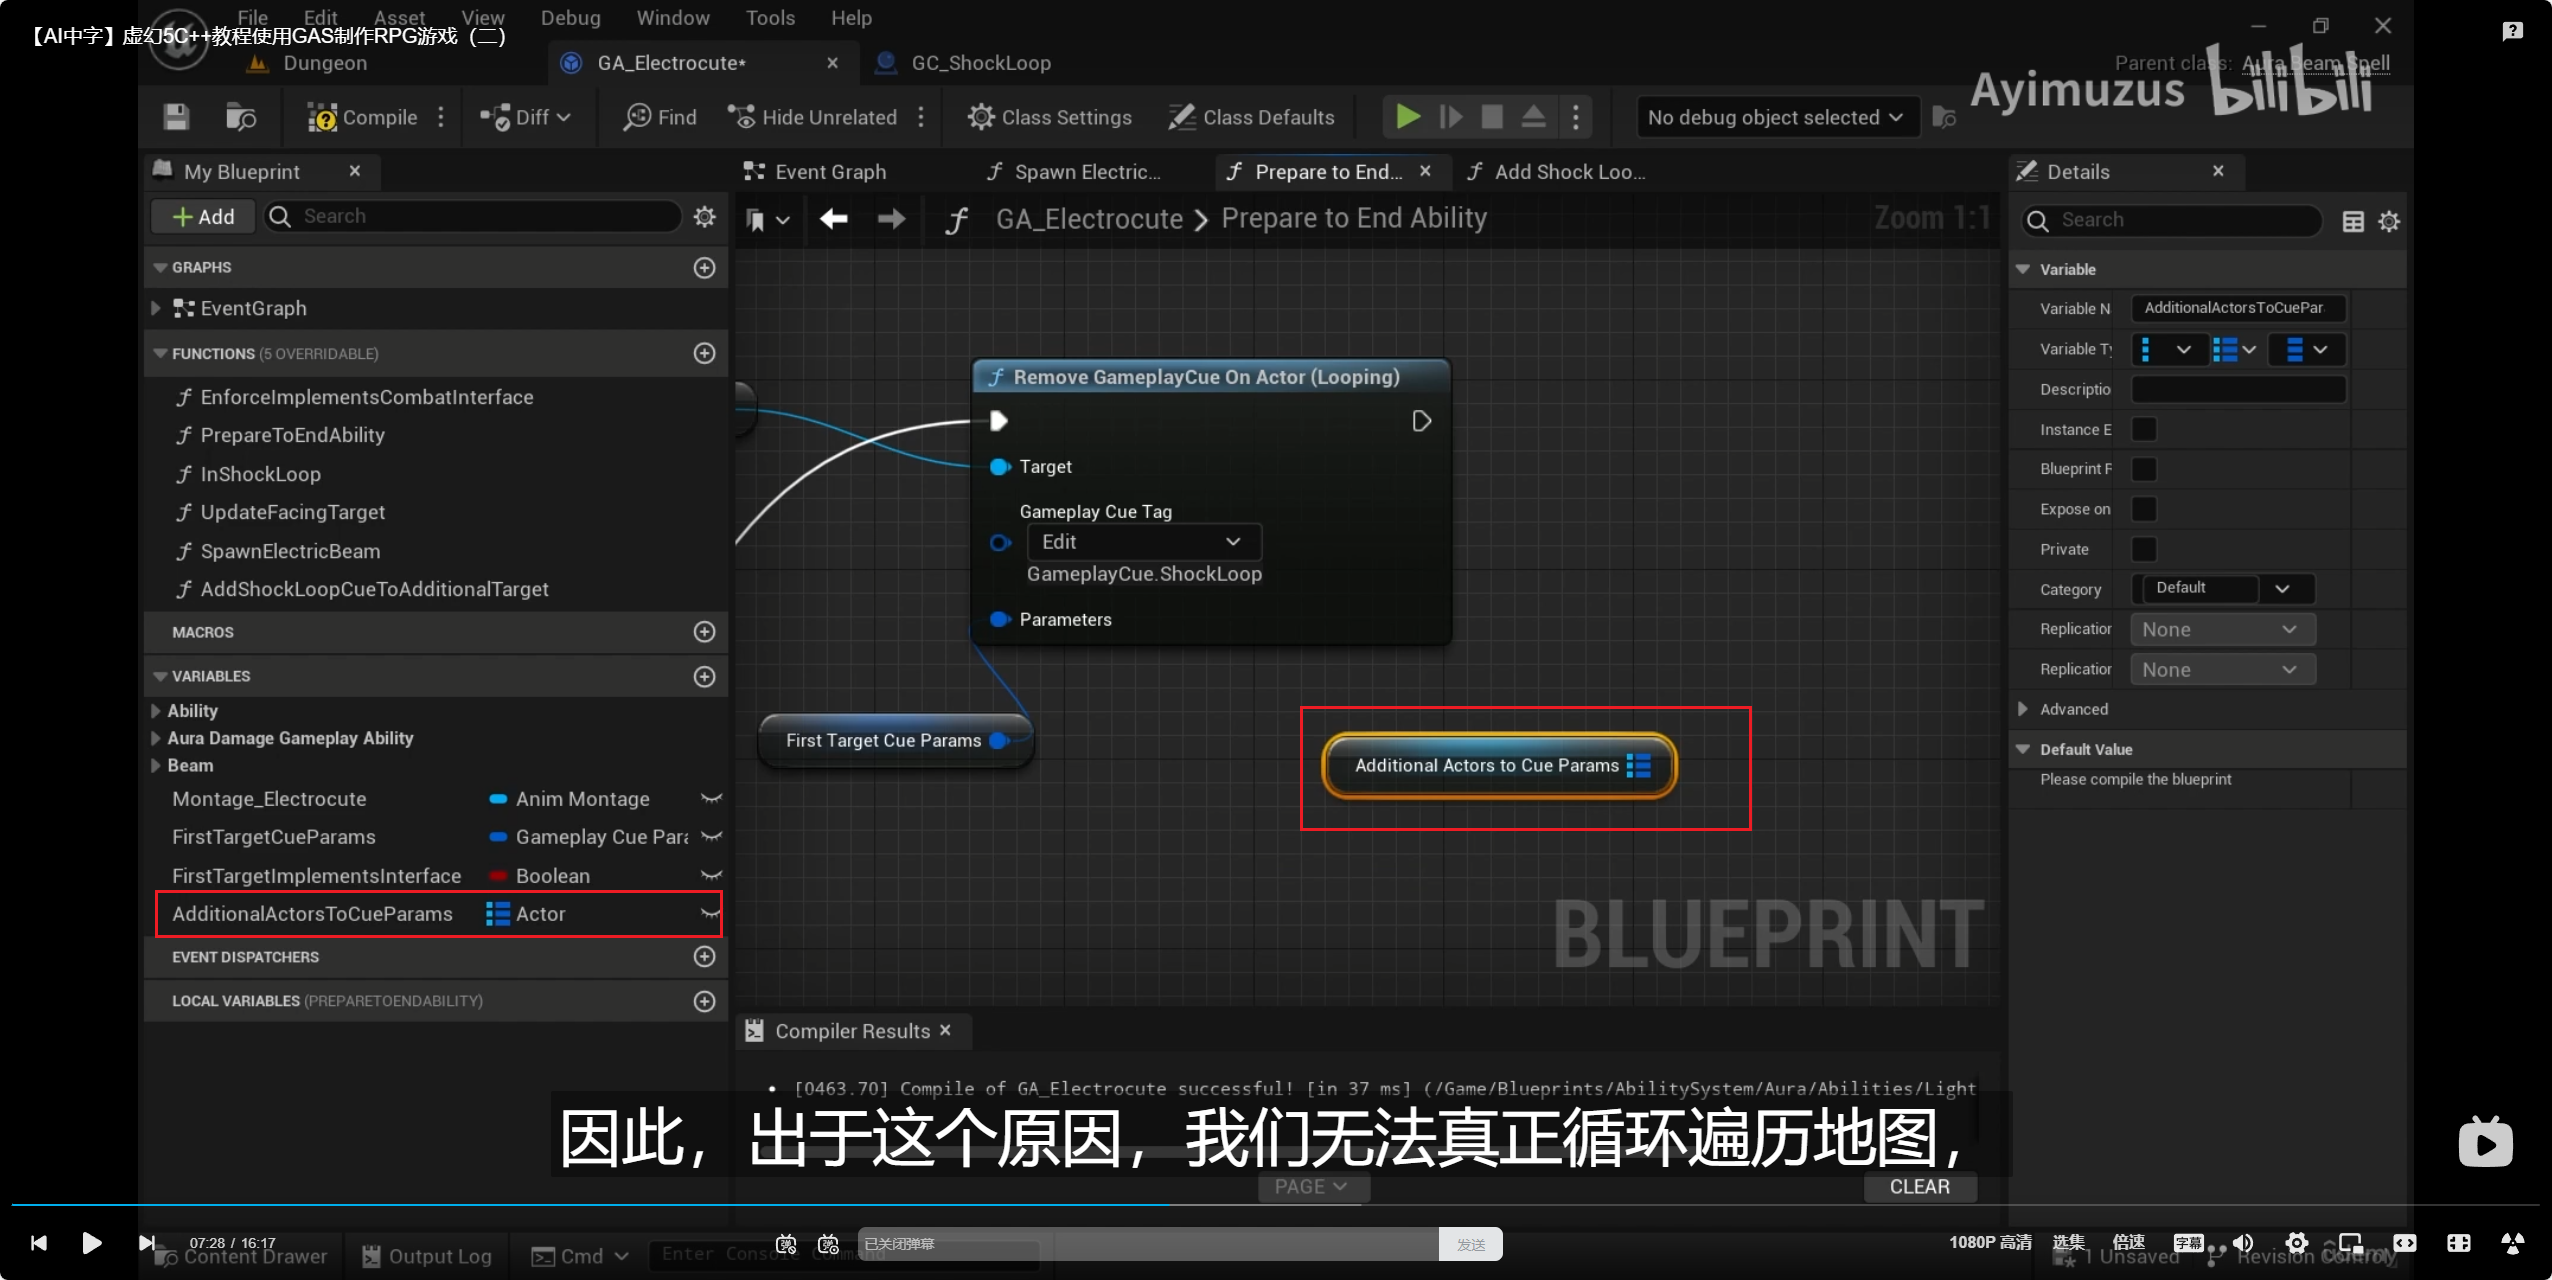 File Edit Asset View Debug Window Tools Help
【AI中字】虚幻5C++教程使用GAS制作RPG游戏（二）
Dungeon
GA_Electrocute*
GC_ShockLoop
Parent class: Aura Beam Spell
Ayimuzus bilibili
Compile
Diff
Find
Hide Unrelated
Class Settings
Class Defaults
No debug object selected
My Blueprint
Event Graph
Spawn Electric...
Prepare to End...
Add Shock Loo...
Details
Add
Search
GA_Electrocute
Prepare to End Ability
Zoom 1:1
Search
GRAPHS
EventGraph
FUNCTIONS (5 OVERRIDABLE)
EnforceImplementsCombatInterface
PrepareToEndAbility
InShockLoop
UpdateFacingTarget
SpawnElectricBeam
AddShockLoopCueToAdditionalTarget
MACROS
VARIABLES
Ability
Aura Damage Gameplay Ability
Beam
Montage_Electrocute Anim Montage
FirstTargetCueParams Gameplay Cue Para
FirstTargetImplementsInterface Boolean
AdditionalActorsToCueParams Actor
EVENT DISPATCHERS
LOCAL VARIABLES (PREPARETOENDABILITY)
Remove GameplayCue On Actor (Looping)
Target
Gameplay Cue Tag
Edit
GameplayCue.ShockLoop
Parameters
First Target Cue Params
Additional Actors to Cue Params
BLUEPRINT
Variable
Variable N AdditionalActorsToCuePar
Variable Ty
Descriptio
Instance E
Blueprint R
Expose on
Private
Category Default
Replication None
Replication None
Advanced
Default Value
Please compile the blueprint
Compiler Results
[0463.70] Compile of GA_Electrocute successful! [in 37 ms] (/Game/Blueprints/AbilitySystem/Aura/Abilities/Light
因此，出于这个原因，我们无法真正循环遍历地图，
PAGE
CLEAR
07:28 / 16:17
已关闭弹幕
发送
1080P 高清
选集
倍速
字幕
Content Drawer
Output Log
Cmd
Enter Console Command
1 Unsaved
Revision Control